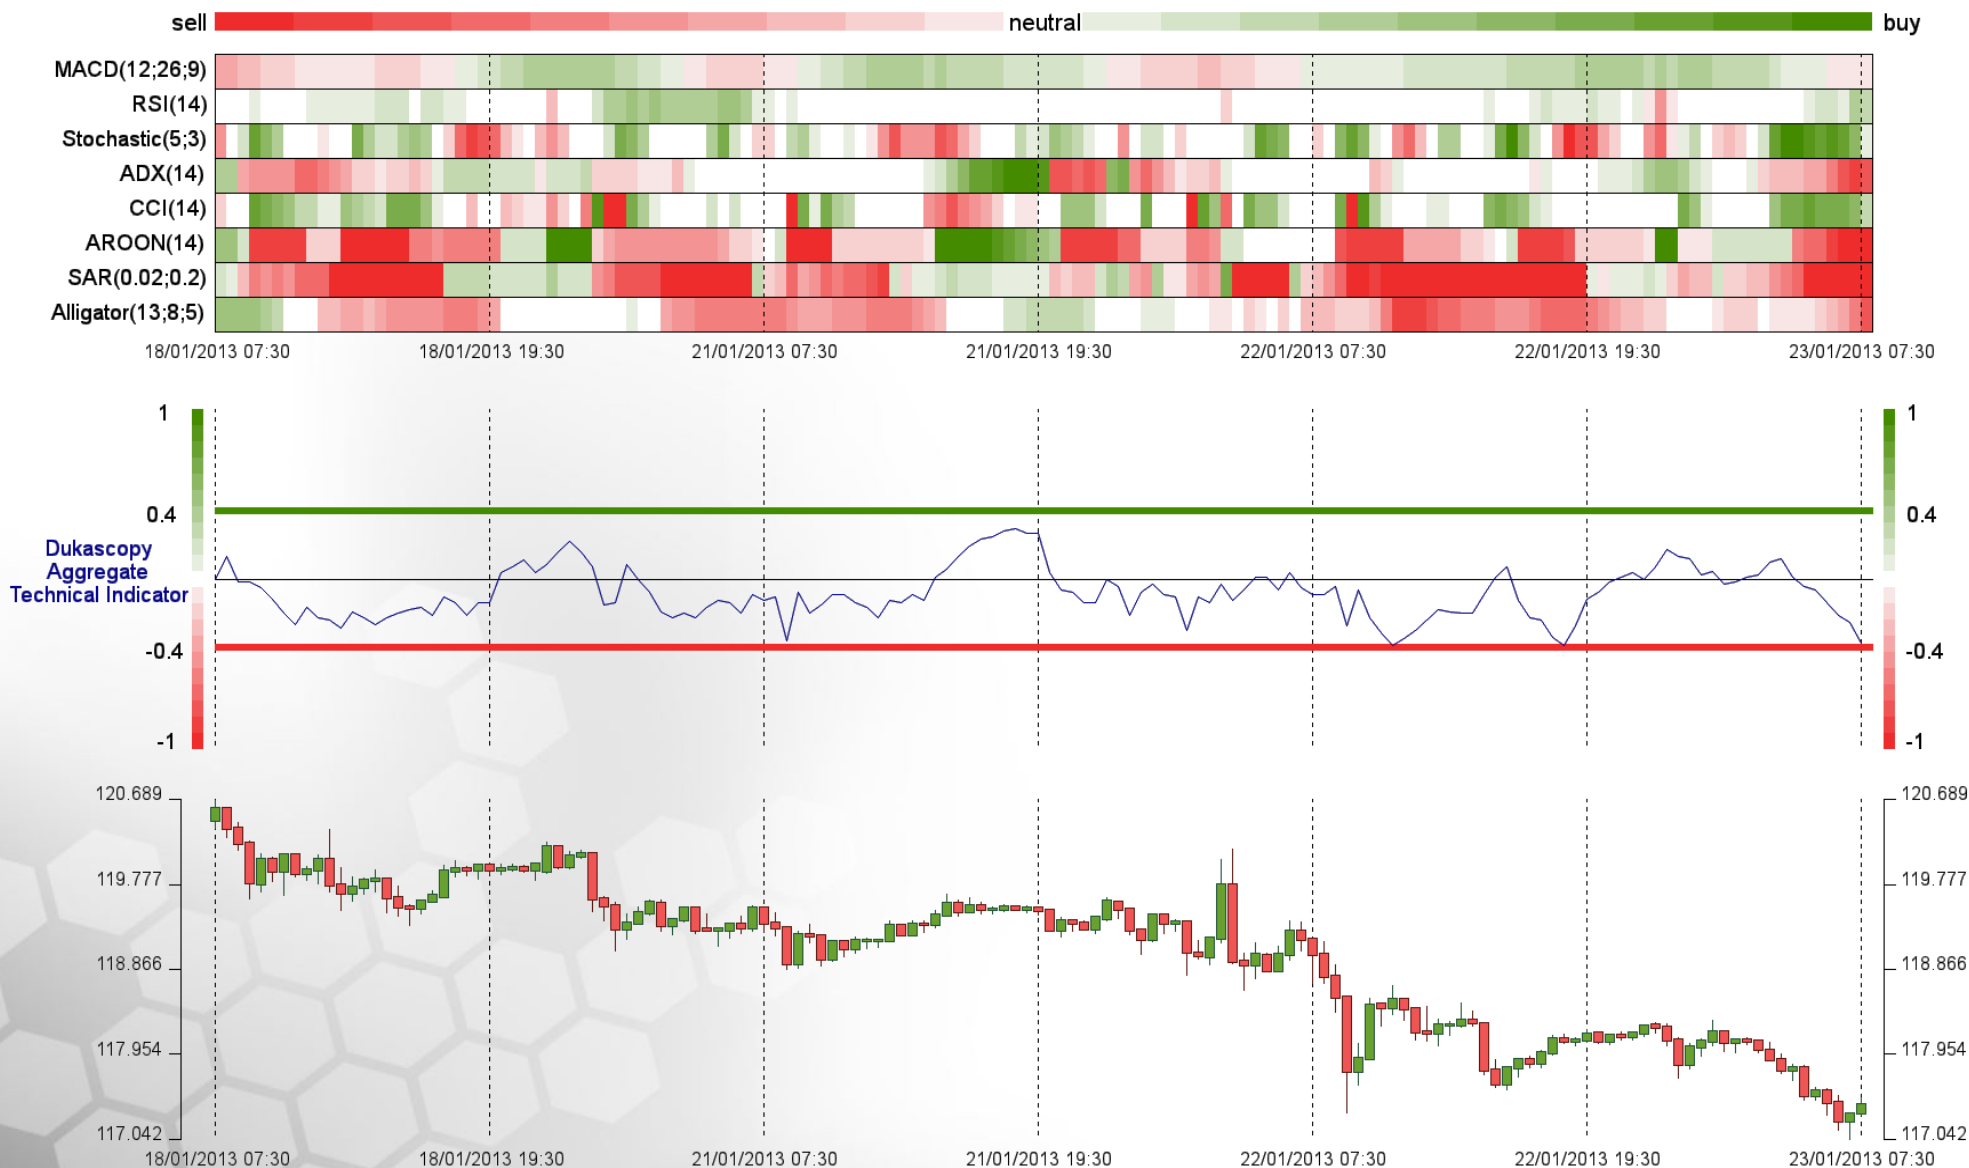 sell neutral buy
MACD(12;26;9)
RSI(14)
Stochastic(5;3)
ADX(14)
CCI(14)
AROON(14)
SAR(0.02;0.2)
Alligator(13;8;5)
18/01/2013 07:30 18/01/2013 19:30 21/01/2013 07:30 21/01/2013 19:30 22/01/2013 07:30 22/01/2013 19:30 23/01/2013 07:30
1 1
0.4 0.4
Dukascopy
Aggregate
Technical Indicator
-0.4 -0.4
-1 -1
120.689 120.689
119.777 119.777
118.866 118.866
117.954 117.954
117.042 117.042
18/01/2013 07:30 18/01/2013 19:30 21/01/2013 07:30 21/01/2013 19:30 22/01/2013 07:30 22/01/2013 19:30 23/01/2013 07:30